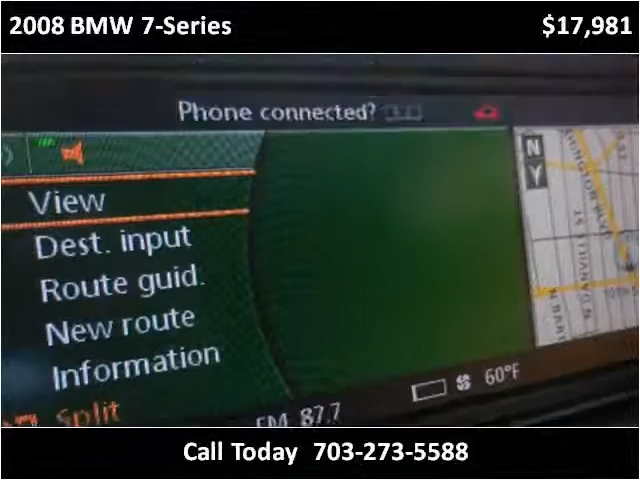 2008 BMW 7-Series $17,981
Phone connected?
View
Dest. input
Route guid.
New route
Information
Split
FM 87.7
60°F
N
Y
Call Today 703-273-5588